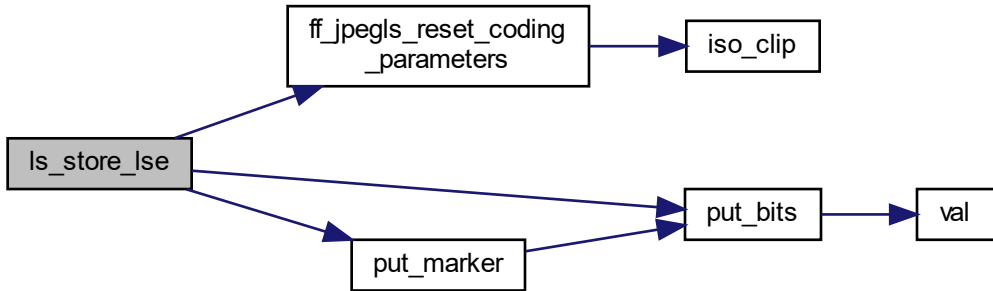 ff_jpegls_reset_coding
_parameters
iso_clip
ls_store_lse
put_bits
val
put_marker